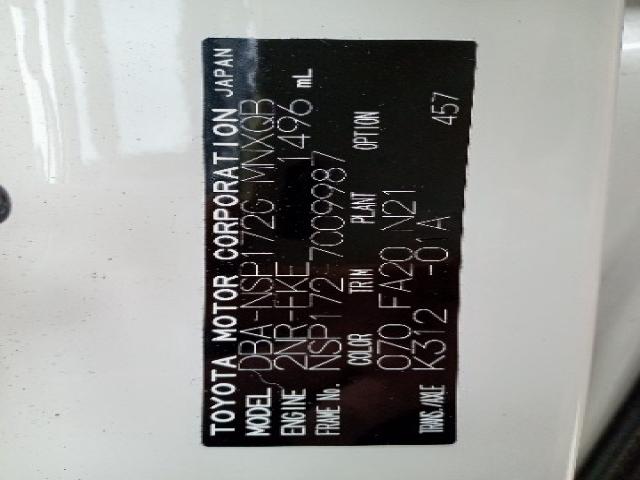 TOYOTA MOTOR CORPORATION JAPAN
MODEL DBA-NSP172G-MNXQB
ENGINE 2NR-FKE 1496 mL
FRAME No. NSP172-7009987
COLOR TRIM PLANT OPTION
070 FA20 N21
TRANS./AXLE K312 -01A 457